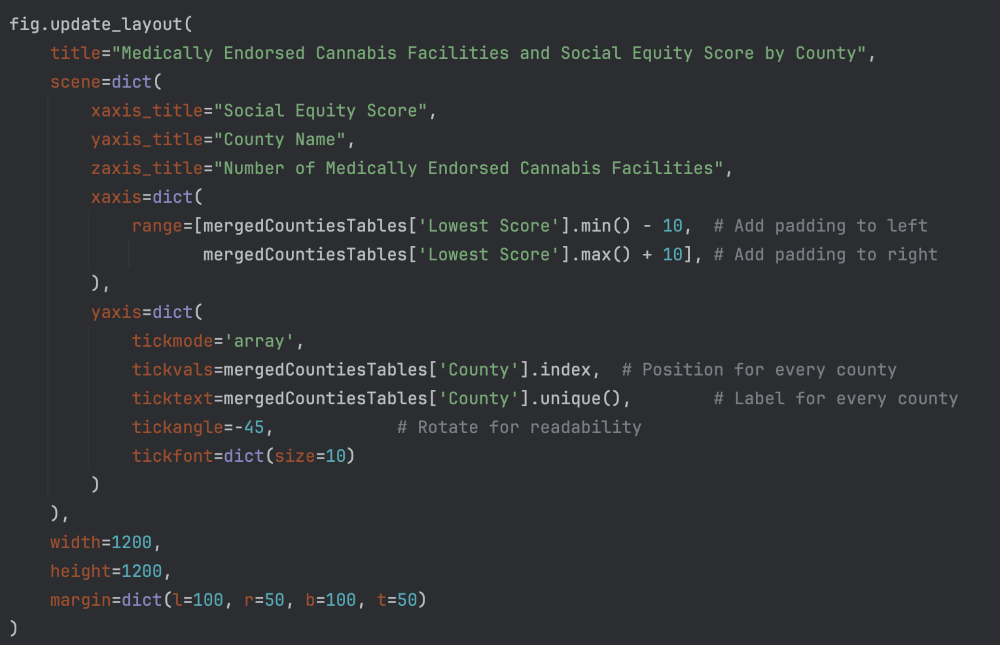 fig.update_layout(
    title="Medically Endorsed Cannabis Facilities and Social Equity Score by County",
    scene=dict(
        xaxis_title="Social Equity Score",
        yaxis_title="County Name",
        zaxis_title="Number of Medically Endorsed Cannabis Facilities",
        xaxis=dict(
            range=[mergedCountiesTables['Lowest Score'].min() - 10,  # Add padding to left
                   mergedCountiesTables['Lowest Score'].max() + 10], # Add padding to right
        ),
        yaxis=dict(
            tickmode='array',
            tickvals=mergedCountiesTables['County'].index,  # Position for every county
            ticktext=mergedCountiesTables['County'].unique(),        # Label for every county
            tickangle=-45,            # Rotate for readability
            tickfont=dict(size=10)
        )
    ),
    width=1200,
    height=1200,
    margin=dict(l=100, r=50, b=100, t=50)
)